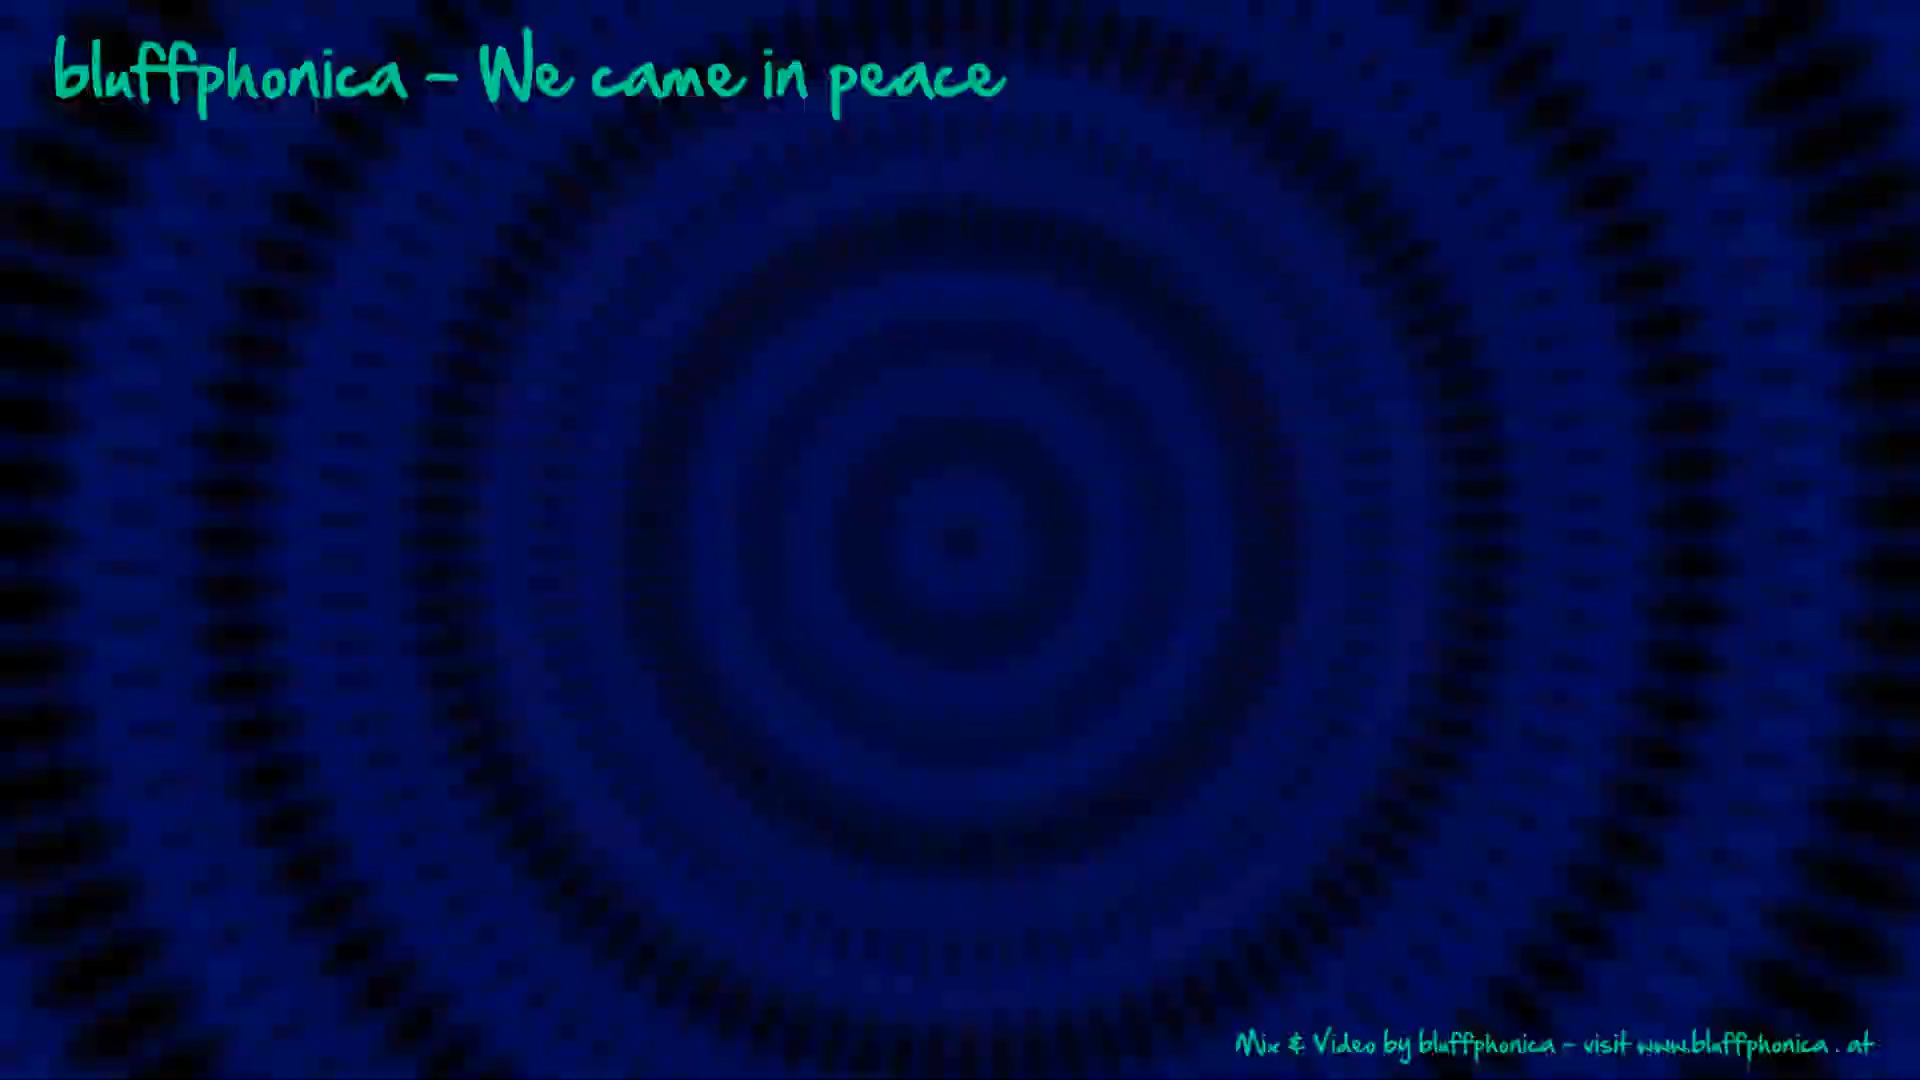 bluffphonica - We came in peace
Mix & Video by bluffphonica - visit www.bluffphonica . at